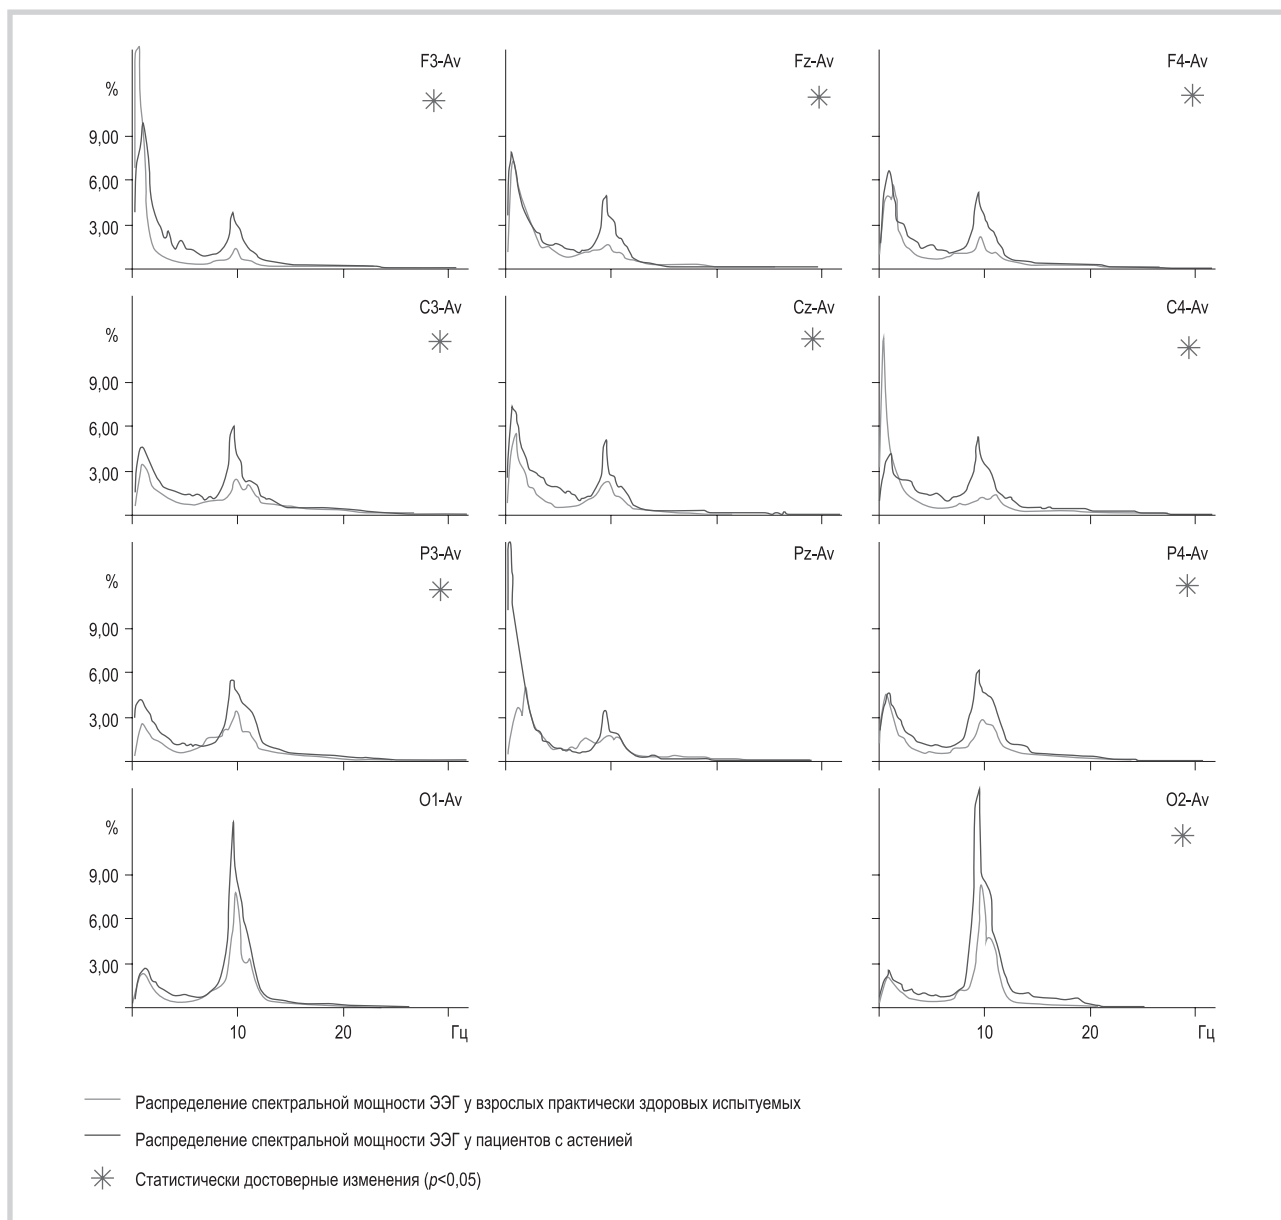 F3-Av Fz-Av F4-Av
%
9,00
6,00
3,00
C3-Av Cz-Av C4-Av
%
9,00
6,00
3,00
P3-Av Pz-Av P4-Av
%
9,00
6,00
3,00
O1-Av O2-Av
%
9,00
6,00
3,00
10 20 Гц 10 20 Гц
Распределение спектральной мощности ЭЭГ у взрослых практически здоровых испытуемых
Распределение спектральной мощности ЭЭГ у пациентов с астенией
Статистически достоверные изменения (p<0,05)